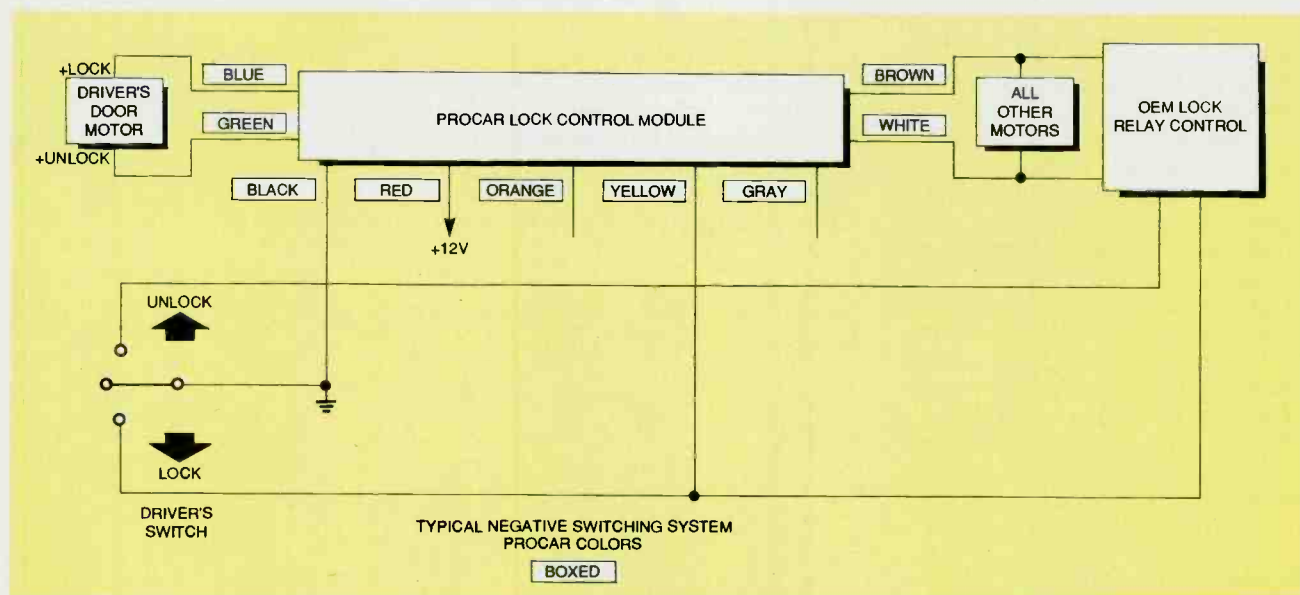 +LOCK
DRIVER'S
DOOR
MOTOR
+UNLOCK
BLUE
GREEN
PROCAR LOCK CONTROL MODULE
BROWN
WHITE
ALL
OTHER
MOTORS
OEM LOCK
RELAY CONTROL
BLACK
RED
ORANGE
YELLOW
GRAY
+12V
UNLOCK
LOCK
DRIVER'S
SWITCH
TYPICAL NEGATIVE SWITCHING SYSTEM
PROCAR COLORS
BOXED